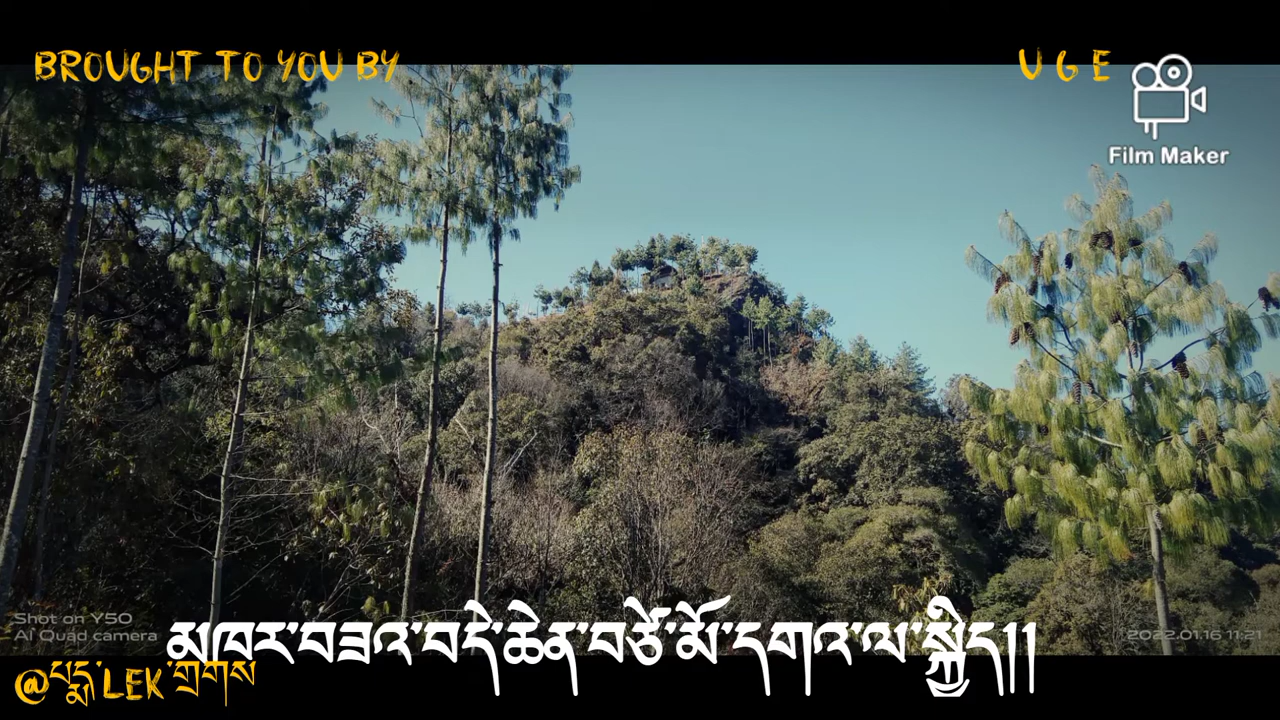 BROUGHT TO YOU BY
U G E
Film Maker
Shot on Y50
AI Quad camera
2022.01.16 11:21
མཁར་བཟའ་བདེ་ཆེན་བཙོ་མོ་དགའ་ལ་སྐྱིད།།
@པདྨ་LEK་གྲགས